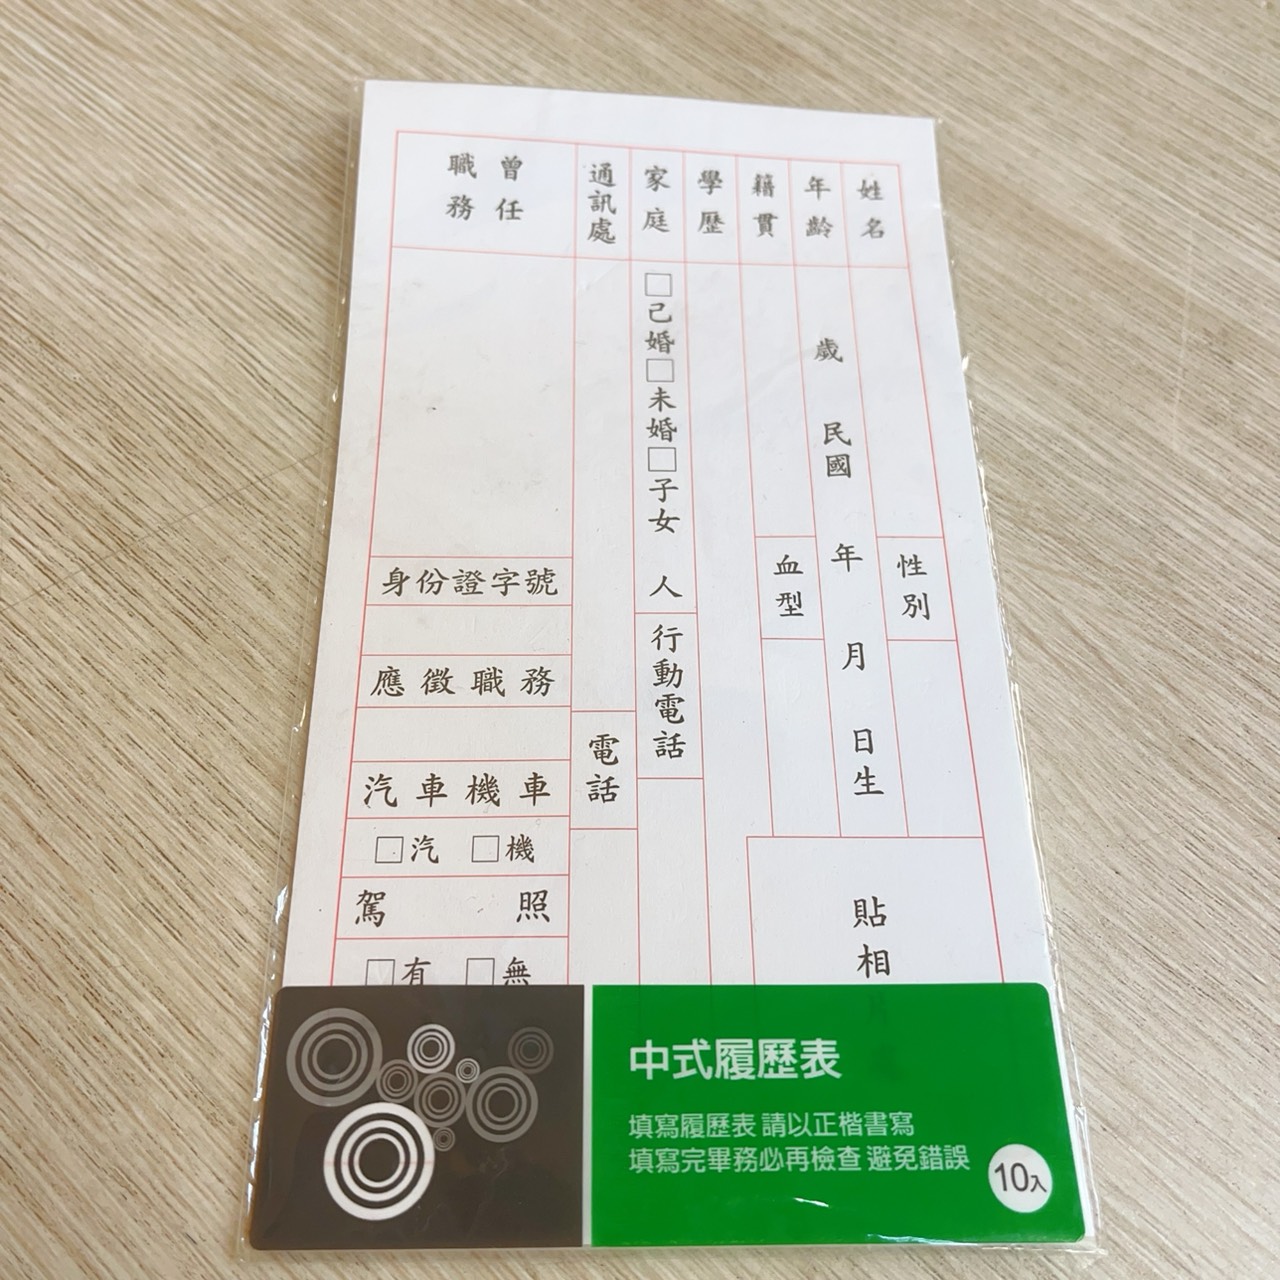 姓名
性別
年齡
歲 民國 年 月 日生
籍貫
血型
貼相
學歷
家庭
□已婚□未婚□子女 人
行動電話
通訊處
電話
曾任
職務
身份證字號
應徵職務
汽車機車
□汽 □機
駕照
□有 □無
中式履歷表
填寫履歷表 請以正楷書寫
填寫完畢務必再檢查 避免錯誤
10入